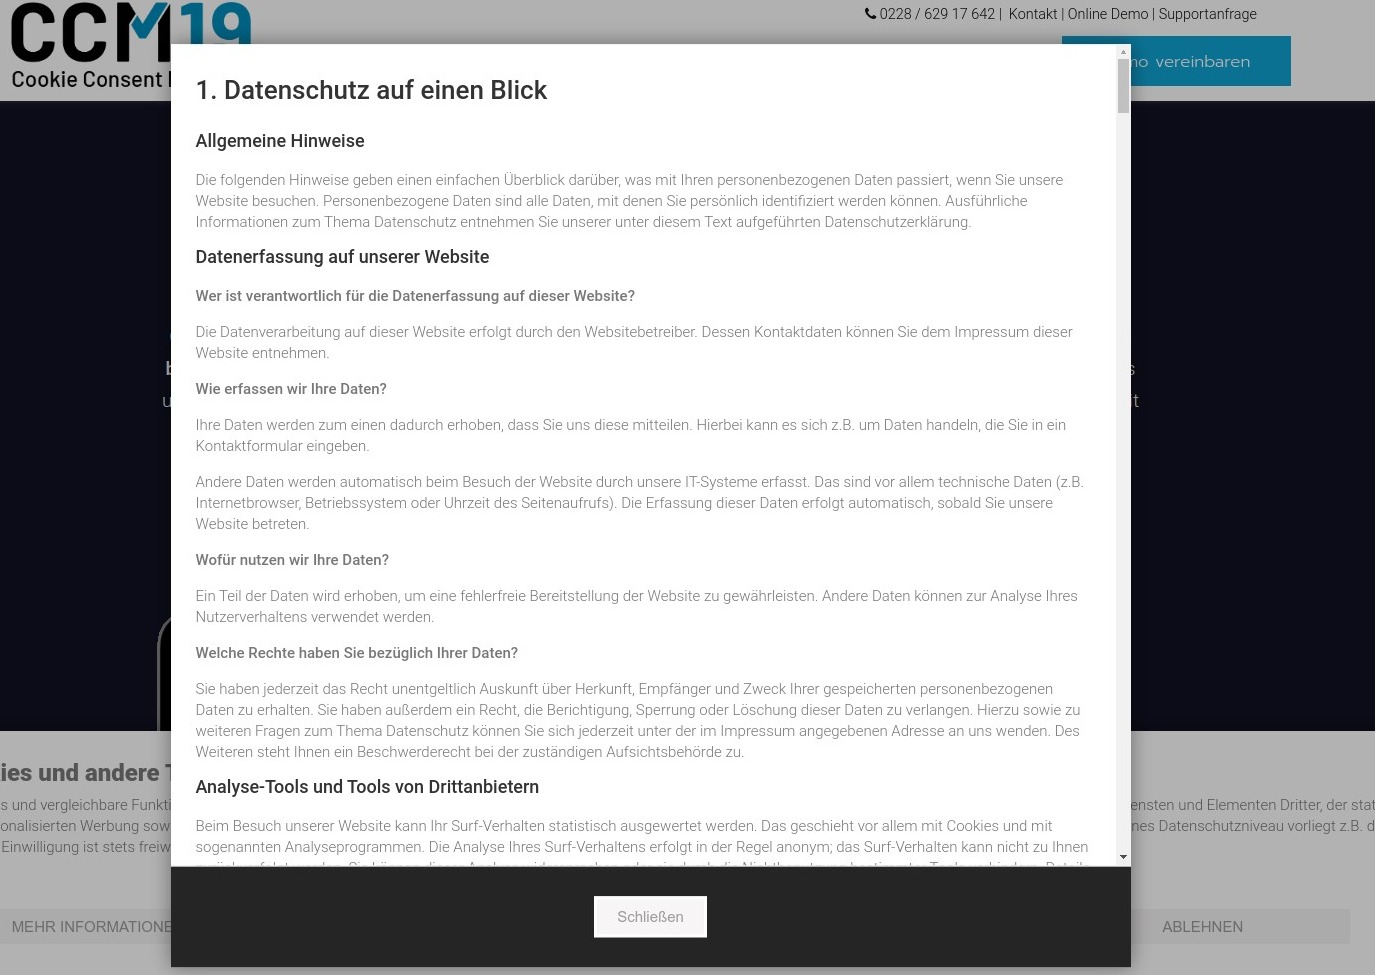 CCM19
Cookie Consent
0228 / 629 17 642 | Kontakt | Online Demo | Supportanfrage
vereinbaren
1. Datenschutz auf einen Blick
Allgemeine Hinweise
Die folgenden Hinweise geben einen einfachen Überblick darüber, was mit Ihren personenbezogenen Daten passiert, wenn Sie unsere
Website besuchen. Personenbezogene Daten sind alle Daten, mit denen Sie persönlich identifiziert werden können. Ausführliche
Informationen zum Thema Datenschutz entnehmen Sie unserer unter diesem Text aufgeführten Datenschutzerklärung.
Datenerfassung auf unserer Website
Wer ist verantwortlich für die Datenerfassung auf dieser Website?
Die Datenverarbeitung auf dieser Website erfolgt durch den Websitebetreiber. Dessen Kontaktdaten können Sie dem Impressum dieser
Website entnehmen.
Wie erfassen wir Ihre Daten?
Ihre Daten werden zum einen dadurch erhoben, dass Sie uns diese mitteilen. Hierbei kann es sich z.B. um Daten handeln, die Sie in ein
Kontaktformular eingeben.
Andere Daten werden automatisch beim Besuch der Website durch unsere IT-Systeme erfasst. Das sind vor allem technische Daten (z.B.
Internetbrowser, Betriebssystem oder Uhrzeit des Seitenaufrufs). Die Erfassung dieser Daten erfolgt automatisch, sobald Sie unsere
Website betreten.
Wofür nutzen wir Ihre Daten?
Ein Teil der Daten wird erhoben, um eine fehlerfreie Bereitstellung der Website zu gewährleisten. Andere Daten können zur Analyse Ihres
Nutzerverhaltens verwendet werden.
Welche Rechte haben Sie bezüglich Ihrer Daten?
Sie haben jederzeit das Recht unentgeltlich Auskunft über Herkunft, Empfänger und Zweck Ihrer gespeicherten personenbezogenen
Daten zu erhalten. Sie haben außerdem ein Recht, die Berichtigung, Sperrung oder Löschung dieser Daten zu verlangen. Hierzu sowie zu
weiteren Fragen zum Thema Datenschutz können Sie sich jederzeit unter der im Impressum angegebenen Adresse an uns wenden. Des
Weiteren steht Ihnen ein Beschwerderecht bei der zuständigen Aufsichtsbehörde zu.
Analyse-Tools und Tools von Drittanbietern
Beim Besuch unserer Website kann Ihr Surf-Verhalten statistisch ausgewertet werden. Das geschieht vor allem mit Cookies und mit
sogenannten Analyseprogrammen. Die Analyse Ihres Surf-Verhaltens erfolgt in der Regel anonym; das Surf-Verhalten kann nicht zu Ihnen
Schließen
ies und andere T
s und vergleichbare Funkti
onalisierten Werbung sow
Einwilligung ist stets freiw
ensten und Elementen Dritter, der stat
nes Datenschutzniveau vorliegt z.B. d
MEHR INFORMATIONE
ABLEHNEN